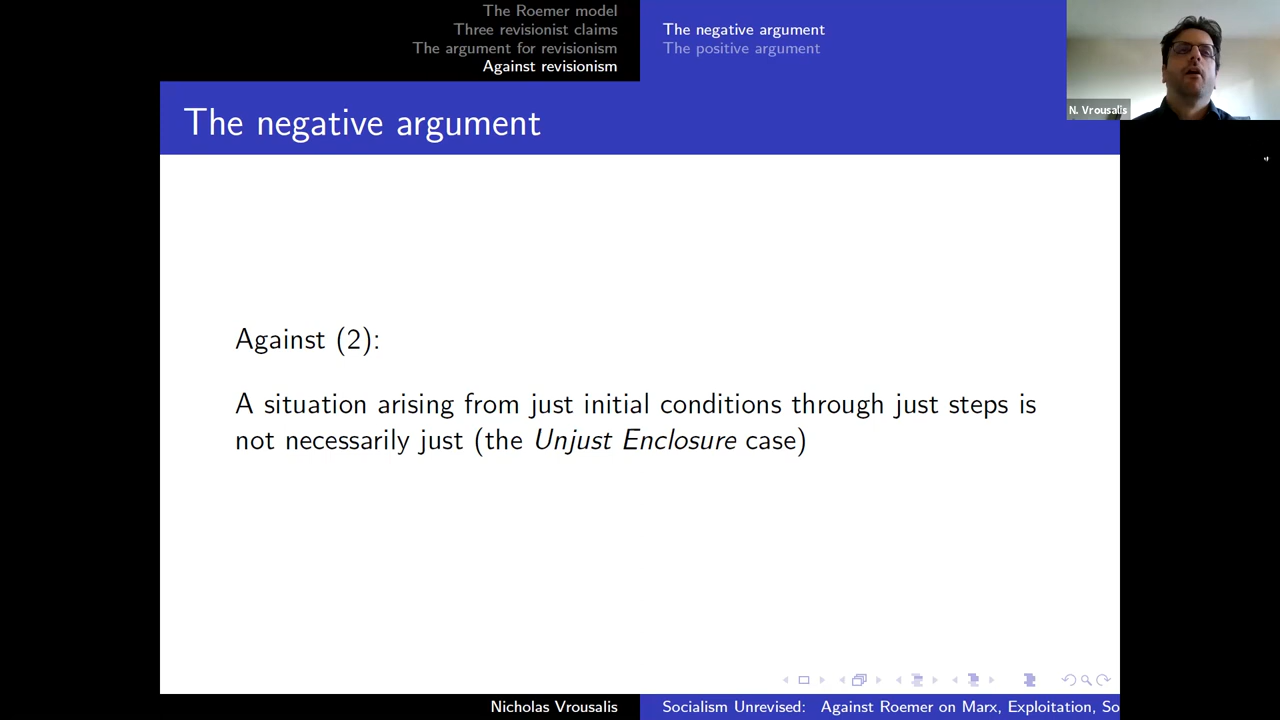 The Roemer model
Three revisionist claims
The argument for revisionism
Against revisionism
The negative argument
The positive argument
N. Vrousalis
The negative argument
Against (2):
A situation arising from just initial conditions through just steps is
not necessarily just (the Unjust Enclosure case)
Nicholas Vrousalis
Socialism Unrevised: Against Roemer on Marx, Exploitation, So